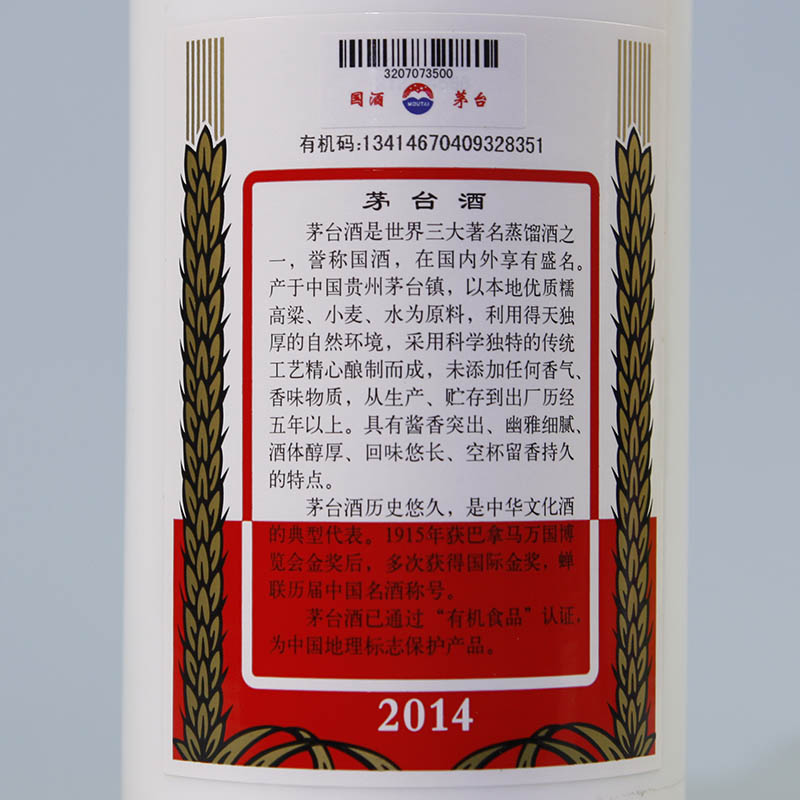 3207073500
国酒 MOUTAI 茅台
有机码:13414670409328351
茅台酒
茅台酒是世界三大著名蒸馏酒之
一，誉称国酒，在国内外享有盛名。
产于中国贵州茅台镇，以本地优质糯
高粱、小麦、水为原料，利用得天独
厚的自然环境，采用科学独特的传统
工艺精心酿制而成，未添加任何香气、
香味物质，从生产、贮存到出厂历经
五年以上。具有酱香突出、幽雅细腻、
酒体醇厚、回味悠长、空杯留香持久
的特点。
茅台酒历史悠久，是中华文化酒
的典型代表。1915年获巴拿马万国博
览会金奖后，多次获得国际金奖，蝉
联历届中国名酒称号。
茅台酒已通过“有机食品”认证，
为中国地理标志保护产品。
2014